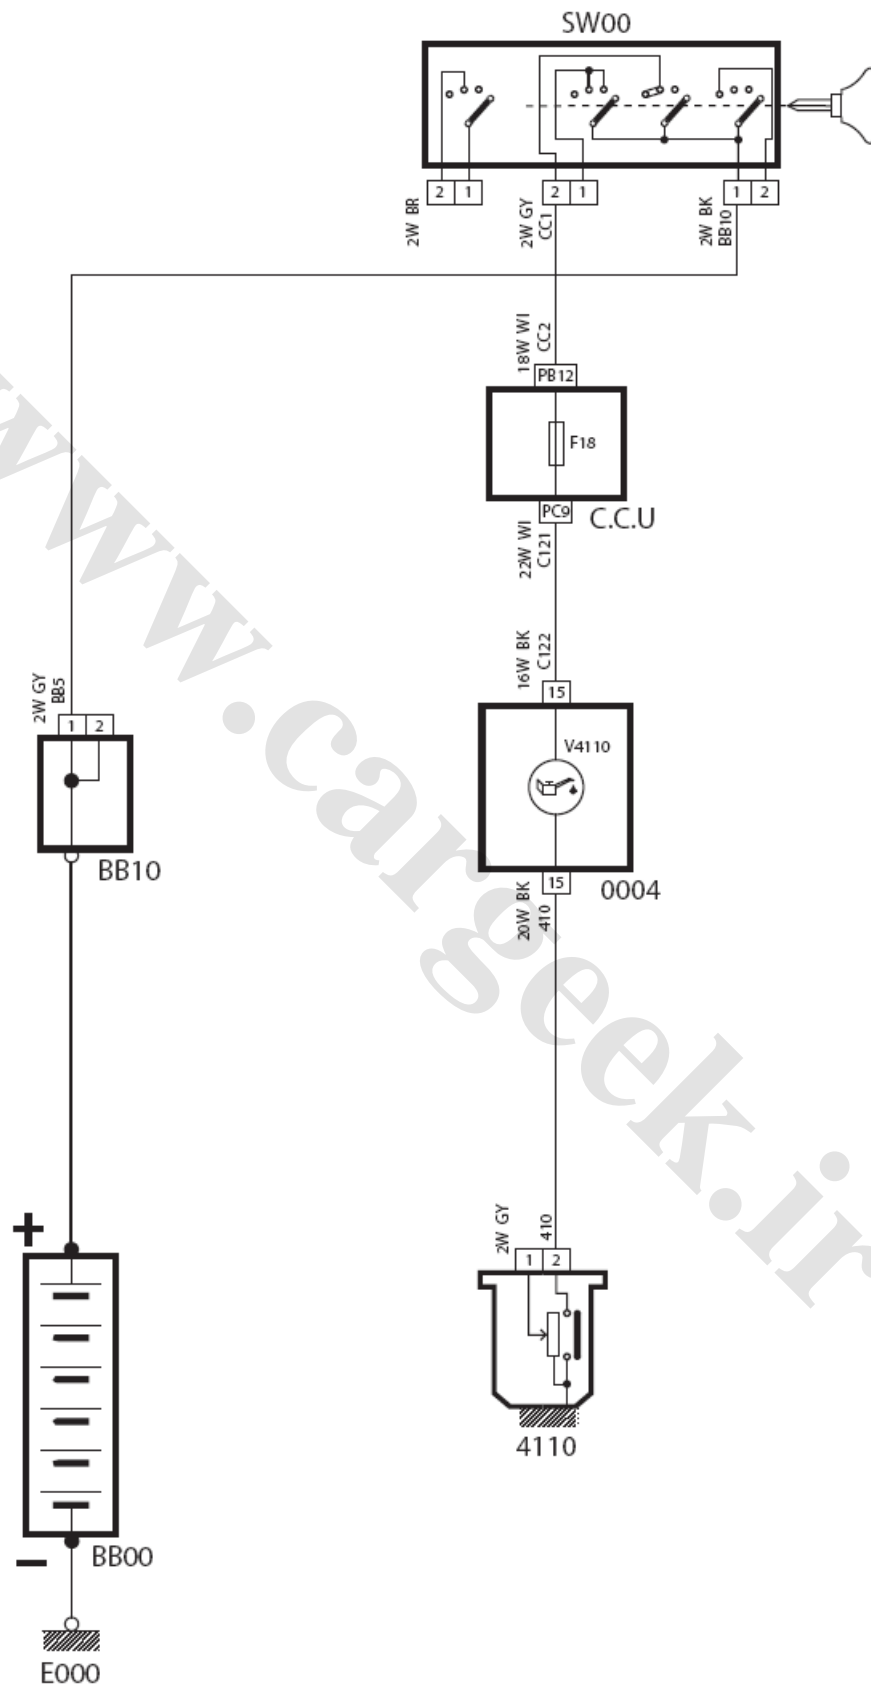 SW00
2 1
2 1
1 2
2W BR
2W GY
CC1
2W BK
BB10
18W WI
CC2
PB12
F18
PC9
C.C.U
22W WI
C121
16W BK
C122
15
V4110
15
0004
20W BK
410
2W GY
BB5
1 2
BB10
2W GY
410
1 2
4110
+
−
BB00
E000
www.cargeek.ir